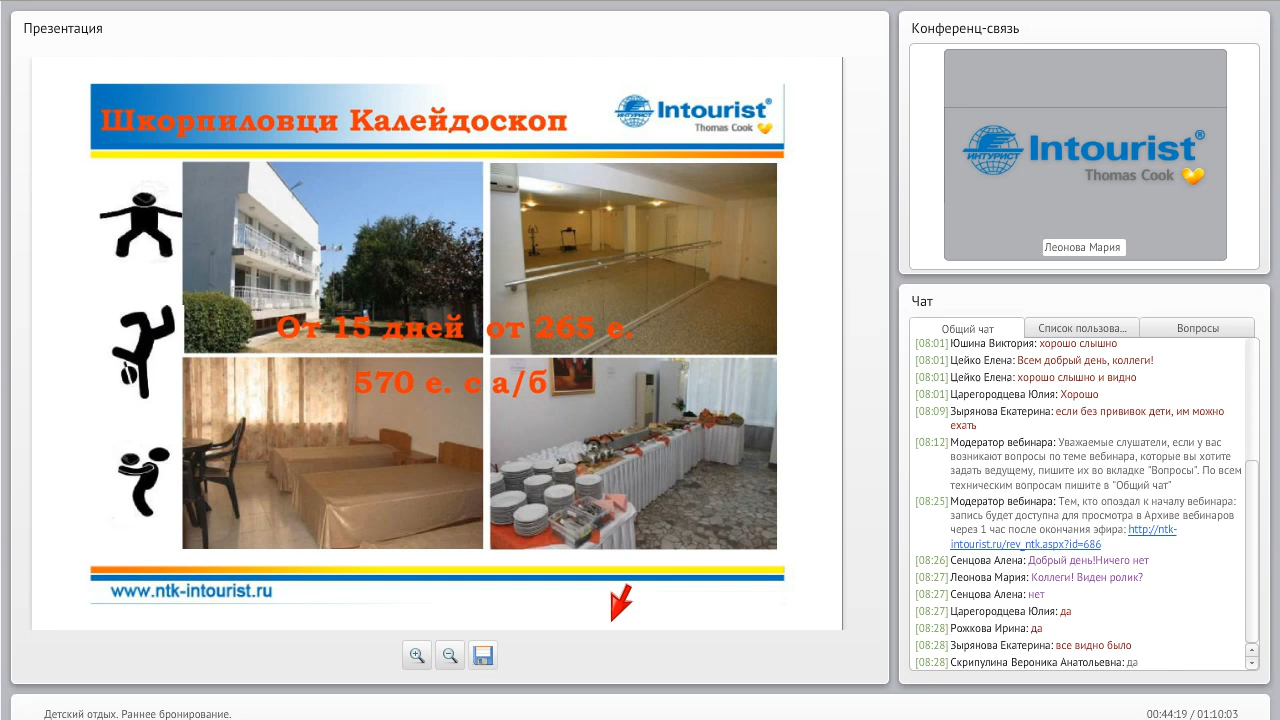 Презентация
Шкорпиловци Калейдоскоп
ИНТУРИСТ
Intourist®
Thomas Cook
От 15 дней от 265 е.
570 е. с а/б
www.ntk-intourist.ru
Конференц-связь
ИНТУРИСТ
Intourist®
Thomas Cook
Леонова Мария
Чат
Общий чат
Список пользова...
Вопросы
[08:01] Юшина Виктория: хорошо слышно
[08:01] Цейко Елена: Всем добрый день, коллеги!
[08:01] Цейко Елена: хорошо слышно и видно
[08:01] Царегородцева Юлия: Хорошо
[08:09] Зырянова Екатерина: если без прививок дети, им можно
ехать
[08:12] Модератор вебинара: Уважаемые слушатели, если у вас
возникают вопросы по теме вебинара, которые вы хотите
задать ведущему, пишите их во вкладке "Вопросы". По всем
техническим вопросам пишите в "Общий чат"
[08:25] Модератор вебинара: Тем, кто опоздал к началу вебинара:
запись будет доступна для просмотра в Архиве вебинаров
через 1 час после окончания эфира: http://ntk-
intourist.ru/rev_ntk.aspx?id=686
[08:26] Сенцова Алена: Добрый день!Ничего нет
[08:27] Леонова Мария: Коллеги! Виден ролик?
[08:27] Сенцова Алена: нет
[08:27] Царегородцева Юлия: да
[08:28] Рожкова Ирина: да
[08:28] Зырянова Екатерина: все видно было
[08:28] Скрипулина Вероника Анатольевна: да
Детский отдых. Раннее бронирование.
00:44:19 / 01:10:03